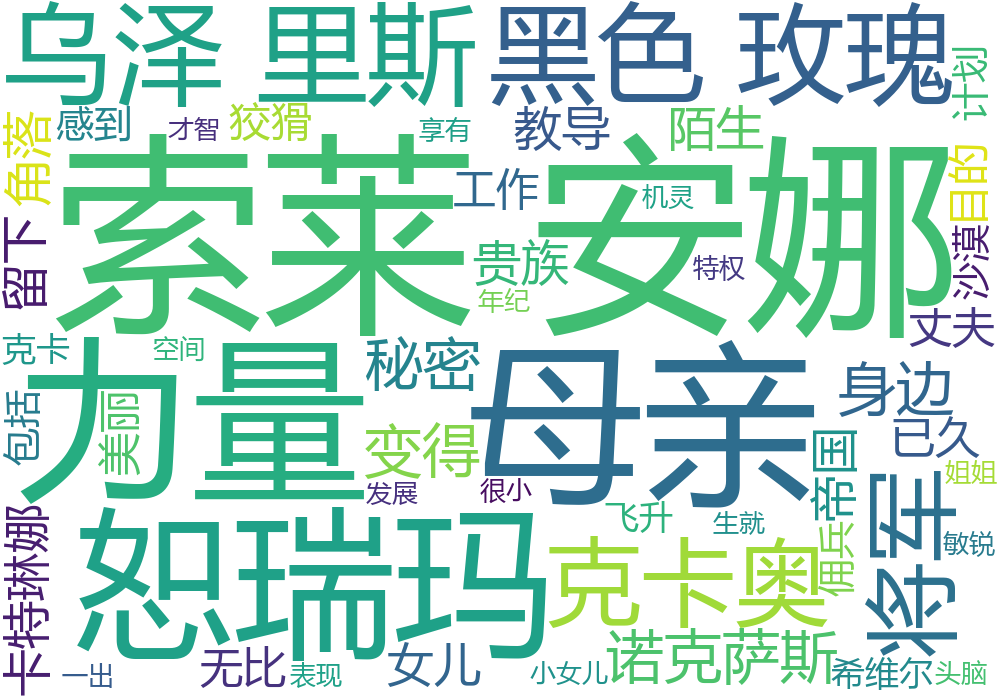 乌泽里斯
黑色玫瑰
计划
感到
才智
狡猾
享有
教导
陌生
角落
索莱安娜
工作
机灵
目的
留下
贵族
特权
沙漠
年纪
丈夫
克卡
空间
力量
秘密
母亲
身边
包括
美丽
变得
已久
帝国
将军
姐姐
发展
很小
飞升
生就
敏锐
卡特琳娜
恕瑞玛
克卡奥
佣兵
一出
无比
表现
女儿
小女儿
诺克萨斯
希维尔
头脑